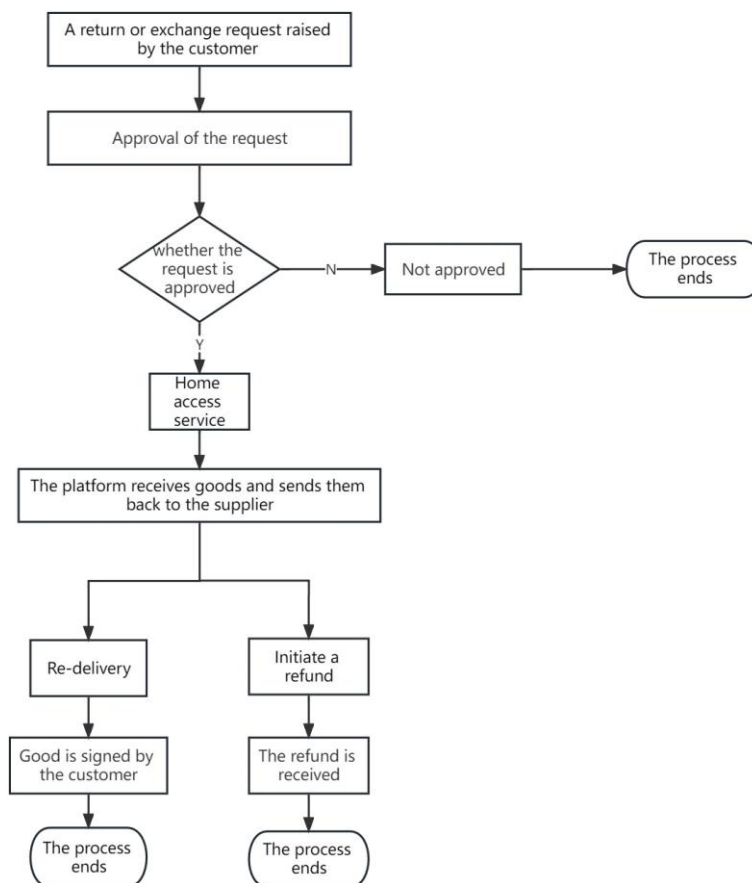 A return or exchange request raised
by the customer
Approval of the request
whether the
request is
approved
N
Not approved
The process
ends
Y
Home
access
service
The platform receives goods and sends them
back to the supplier
Re-delivery
Initiate a
refund
Good is signed by
the customer
The refund is
received
The process
ends
The process
ends